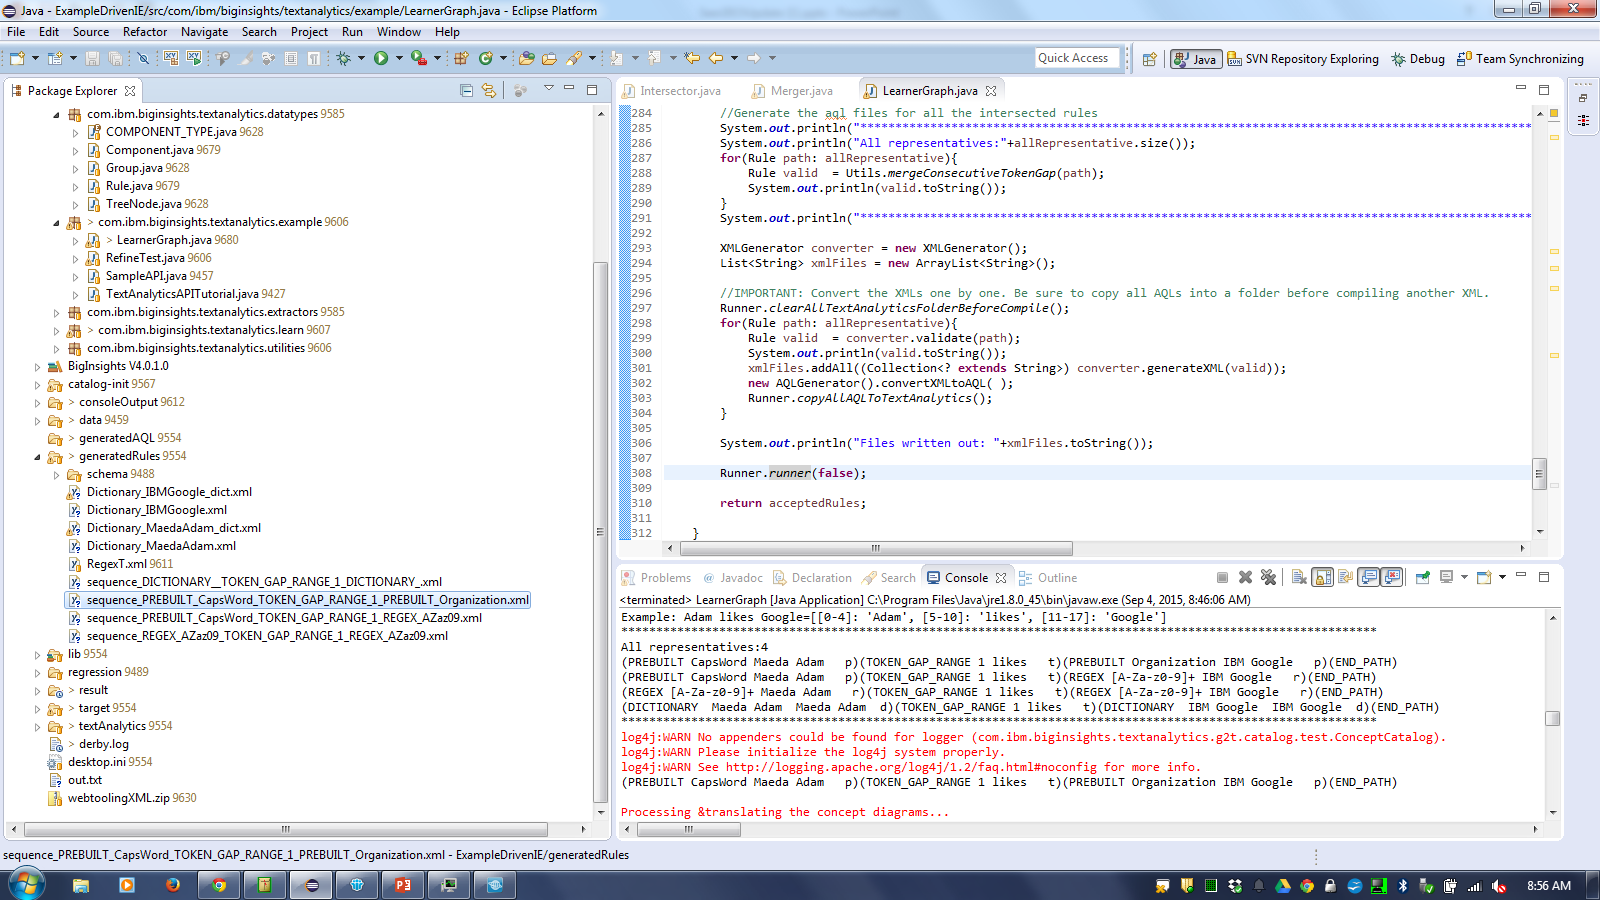 Java - ExampleDrivenIE/src/com/ibm/biginsights/textanalytics/example/LearnerGraph.java - Eclipse Platform
File Edit Source Refactor Navigate Search Project Run Window Help
Quick Access
Java
SVN Repository Exploring
Debug
Team Synchronizing
Package Explorer
com.ibm.biginsights.textanalytics.datatypes 9585
COMPONENT_TYPE.java 9628
Component.java 9679
Group.java 9628
Rule.java 9679
TreeNode.java 9628
> com.ibm.biginsights.textanalytics.example 9606
> LearnerGraph.java 9680
RefineTest.java 9606
SampleAPI.java 9457
TextAnalyticsAPITutorial.java 9427
com.ibm.biginsights.textanalytics.extractors 9585
> com.ibm.biginsights.textanalytics.learn 9607
com.ibm.biginsights.textanalytics.utilities 9606
BigInsights V4.0.1.0
catalog-init 9567
> consoleOutput 9612
> data 9459
> generatedAQL 9554
> generatedRules 9554
schema 9488
Dictionary_IBMGoogle_dict.xml
Dictionary_IBMGoogle.xml
Dictionary_MaedaAdam_dict.xml
Dictionary_MaedaAdam.xml
RegexT.xml 9611
sequence_DICTIONARY__TOKEN_GAP_RANGE_1_DICTIONARY_.xml
sequence_PREBUILT_CapsWord_TOKEN_GAP_RANGE_1_PREBUILT_Organization.xml
sequence_PREBUILT_CapsWord_TOKEN_GAP_RANGE_1_REGEX_AZaz09.xml
sequence_REGEX_AZaz09_TOKEN_GAP_RANGE_1_REGEX_AZaz09.xml
lib 9554
regression 9489
> result
> target 9554
> textAnalytics 9554
> derby.log
desktop.ini 9554
out.txt
webtoolingXML.zip 9630
Intersector.java
Merger.java
LearnerGraph.java
284 //Generate the aql files for all the intersected rules
285 System.out.println("******************************************************************************************
286 System.out.println("All representatives:"+allRepresentative.size());
287 for(Rule path: allRepresentative){
288 Rule valid  = Utils.mergeConsecutiveTokenGap(path);
289 System.out.println(valid.toString());
290 }
291 System.out.println("******************************************************************************************
292
293 XMLGenerator converter = new XMLGenerator();
294 List<String> xmlFiles = new ArrayList<String>();
295
296 //IMPORTANT: Convert the XMLs one by one. Be sure to copy all AQLs into a folder before compiling another XML.
297 Runner.clearAllTextAnalyticsFolderBeforeCompile();
298 for(Rule path: allRepresentative){
299 Rule valid  = converter.validate(path);
300 System.out.println(valid.toString());
301 xmlFiles.addAll((Collection<? extends String>) converter.generateXML(valid));
302 new AQLGenerator().convertXMLtoAQL( );
303 Runner.copyAllAQLToTextAnalytics();
304 }
305
306 System.out.println("Files written out: "+xmlFiles.toString());
307
308 Runner.runner(false);
309
310 return acceptedRules;
311
312 }
Problems
Javadoc
Declaration
Search
Console
Outline
<terminated> LearnerGraph [Java Application] C:\Program Files\Java\jre1.8.0_45\bin\javaw.exe (Sep 4, 2015, 8:46:06 AM)
Example: Adam likes Google=[[0-4]: 'Adam', [5-10]: 'likes', [11-17]: 'Google']
*****************************************************************************************************
All representatives:4
(PREBUILT CapsWord Maeda Adam   p)(TOKEN_GAP_RANGE 1 likes   t)(PREBUILT Organization IBM Google   p)(END_PATH)
(PREBUILT CapsWord Maeda Adam   p)(TOKEN_GAP_RANGE 1 likes   t)(REGEX [A-Za-z0-9]+ IBM Google   r)(END_PATH)
(REGEX [A-Za-z0-9]+ Maeda Adam   r)(TOKEN_GAP_RANGE 1 likes   t)(REGEX [A-Za-z0-9]+ IBM Google   r)(END_PATH)
(DICTIONARY  Maeda Adam  Maeda Adam  d)(TOKEN_GAP_RANGE 1 likes   t)(DICTIONARY  IBM Google  IBM Google  d)(END_PATH)
*****************************************************************************************************
log4j:WARN No appenders could be found for logger (com.ibm.biginsights.textanalytics.g2t.catalog.test.ConceptCatalog).
log4j:WARN Please initialize the log4j system properly.
log4j:WARN See http://logging.apache.org/log4j/1.2/faq.html#noconfig for more info.
(PREBUILT CapsWord Maeda Adam   p)(TOKEN_GAP_RANGE 1 likes   t)(PREBUILT Organization IBM Google   p)(END_PATH)
Processing &translating the concept diagrams...
sequence_PREBUILT_CapsWord_TOKEN_GAP_RANGE_1_PREBUILT_Organization.xml - ExampleDrivenIE/generatedRules
8:56 AM